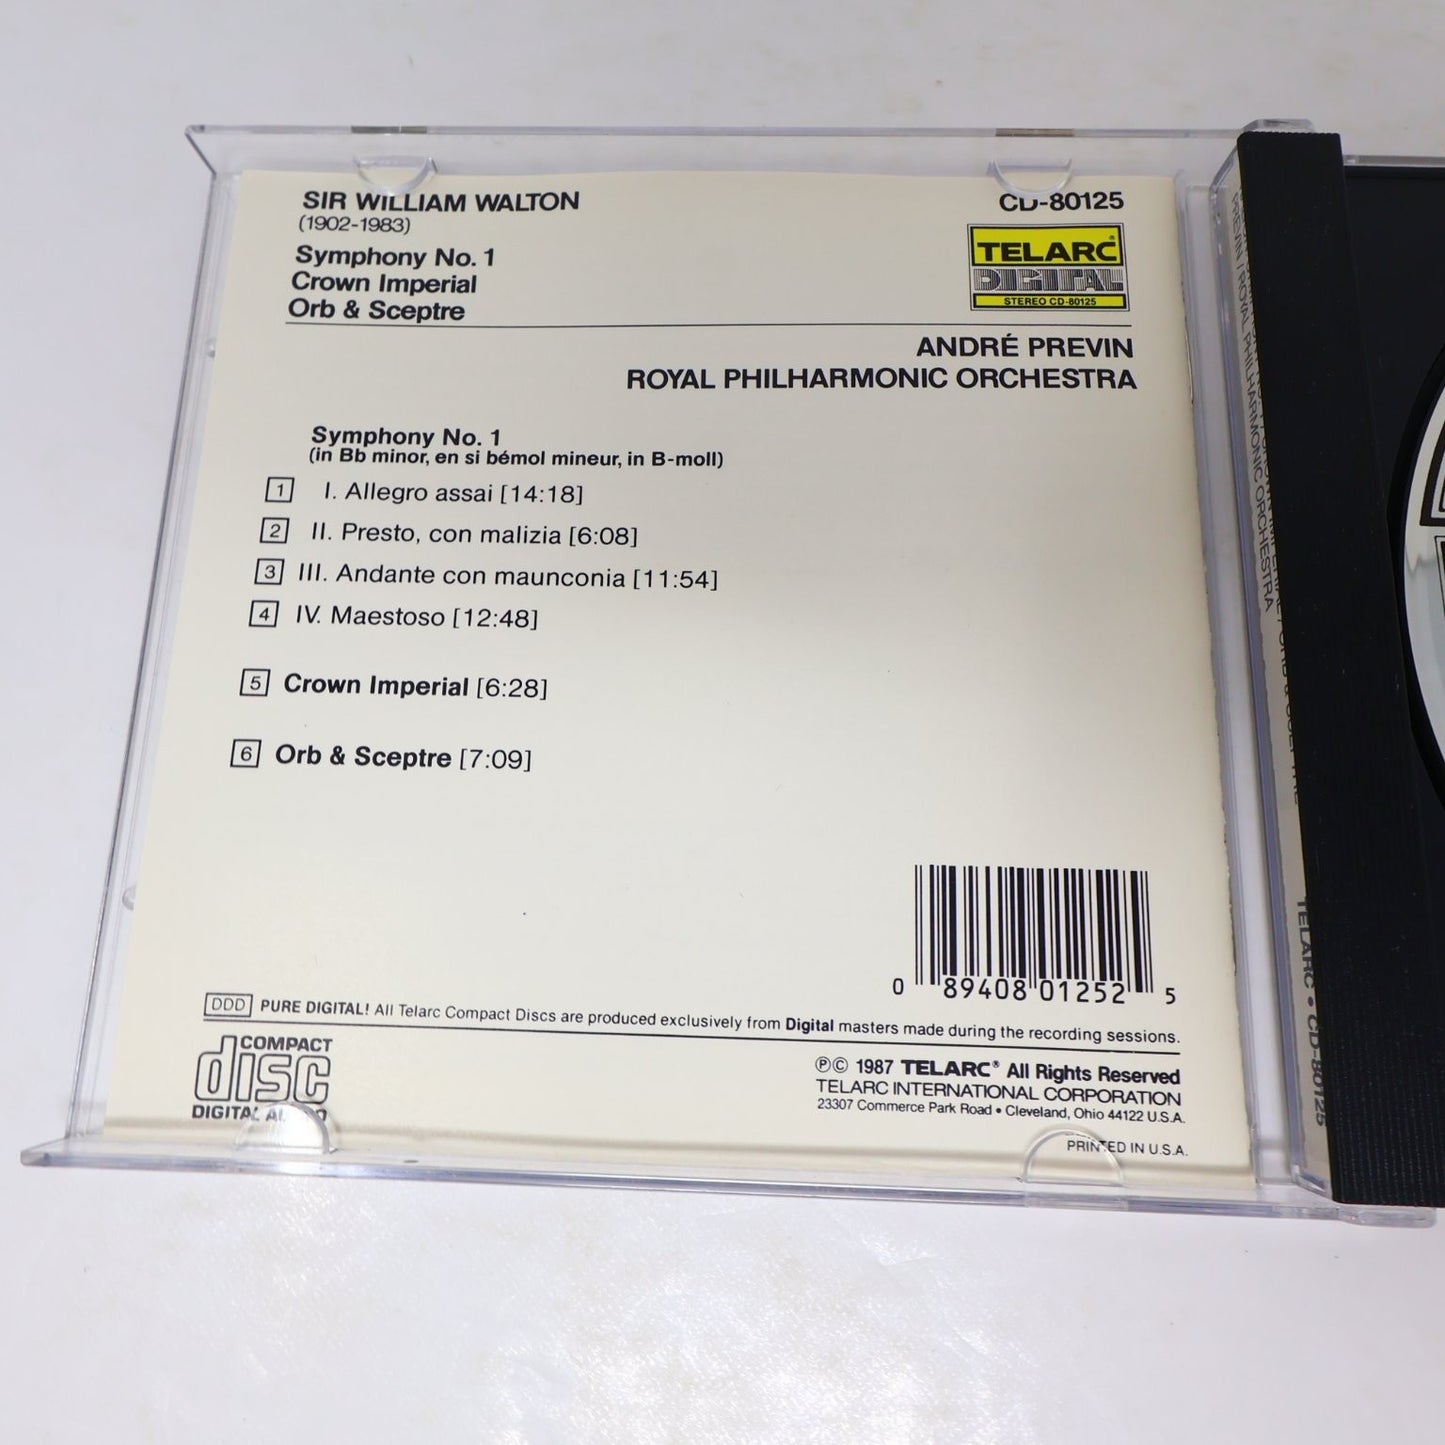 SIR WILLIAM WALTON
(1902-1983)
Symphony No. 1
Crown Imperial
Orb & Sceptre
CD-80125
TELARC®
DIGITAL
STEREO CD-80125
ANDRÉ PREVIN
ROYAL PHILHARMONIC ORCHESTRA
Symphony No. 1
(in Bb minor, en si bémol mineur, in B-moll)
1 I. Allegro assai [14:18]
2 II. Presto, con malizia [6:08]
3 III. Andante con maunconia [11:54]
4 IV. Maestoso [12:48]
5 Crown Imperial [6:28]
6 Orb & Sceptre [7:09]
0 89408 01252 5
DDD PURE DIGITAL! All Telarc Compact Discs are produced exclusively from Digital masters made during the recording sessions.
COMPACT
disc
DIGITAL AUDIO
℗© 1987 TELARC® All Rights Reserved
TELARC INTERNATIONAL CORPORATION
23307 Commerce Park Road • Cleveland, Ohio 44122 U.S.A.
PRINTED IN U.S.A.
PREVIN / ROYAL PHILHARMONIC ORCHESTRA
TELARC • CD-80125